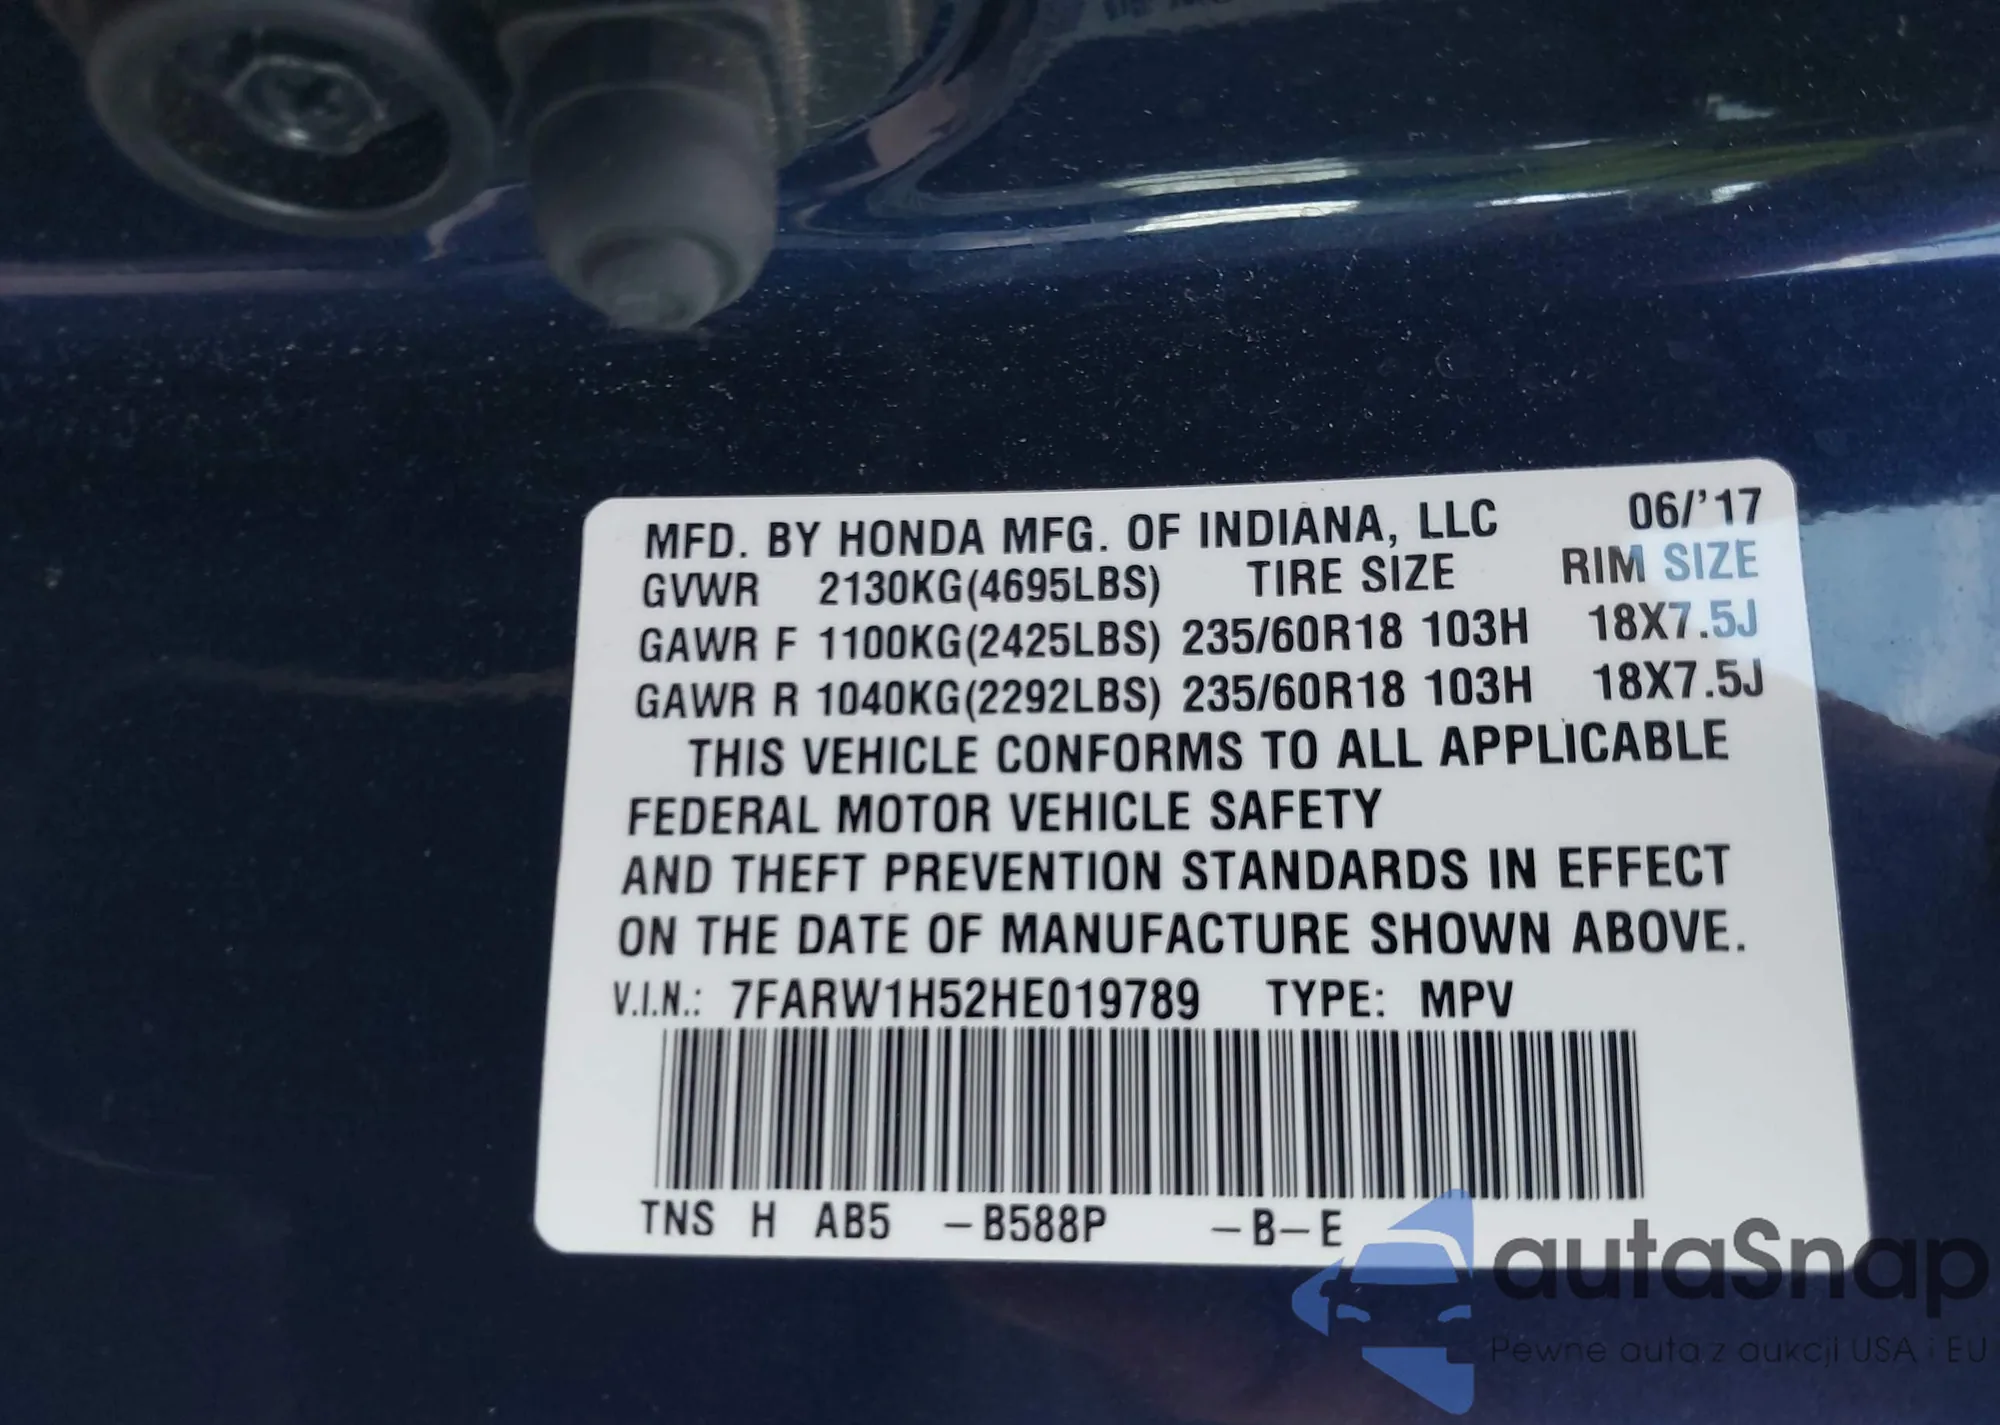 MFD. BY HONDA MFG. OF INDIANA, LLC 06/'17
GVWR 2130KG(4695LBS) TIRE SIZE RIM SIZE
GAWR F 1100KG(2425LBS) 235/60R18 103H 18X7.5J
GAWR R 1040KG(2292LBS) 235/60R18 103H 18X7.5J
THIS VEHICLE CONFORMS TO ALL APPLICABLE
FEDERAL MOTOR VEHICLE SAFETY
AND THEFT PREVENTION STANDARDS IN EFFECT
ON THE DATE OF MANUFACTURE SHOWN ABOVE.
V.I.N.: 7FARW1H52HE019789 TYPE: MPV
TNS H AB5 -B588P -B-E
autaSnap
Pewne auta z aukcji USA i EU